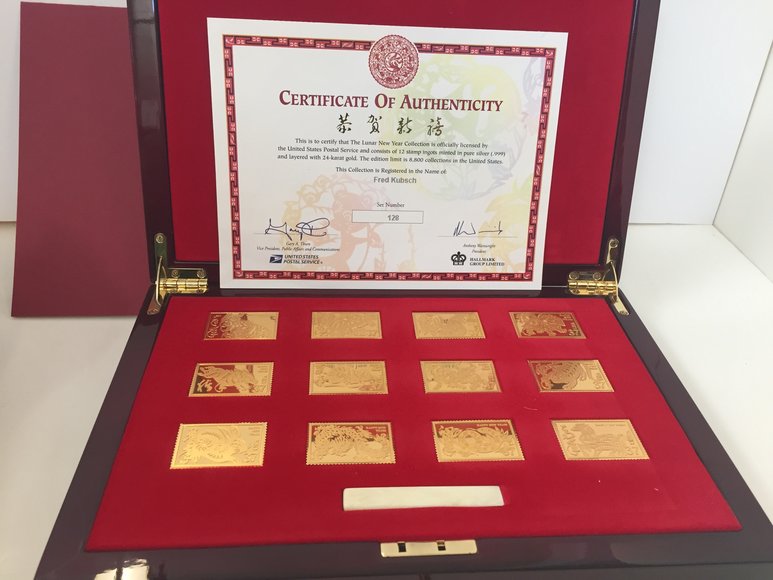 CERTIFICATE OF AUTHENTICITY
恭賀新禧
This is to certify that The Lunar New Year Collection is officially licensed by
the United States Postal Service and consists of 12 stamp ingots minted in pure silver (.999)
and layered with 24-karat gold. The edition limit is 8,800 collections in the United States.
This Collection is Registered in the Name of:
Fred Kubsch
Set Number
128
Vice President, Public Affairs and Communications
Anthony Wainwright
President
UNITED STATES
POSTAL SERVICE
HALLMARK
GROUP LIMITED